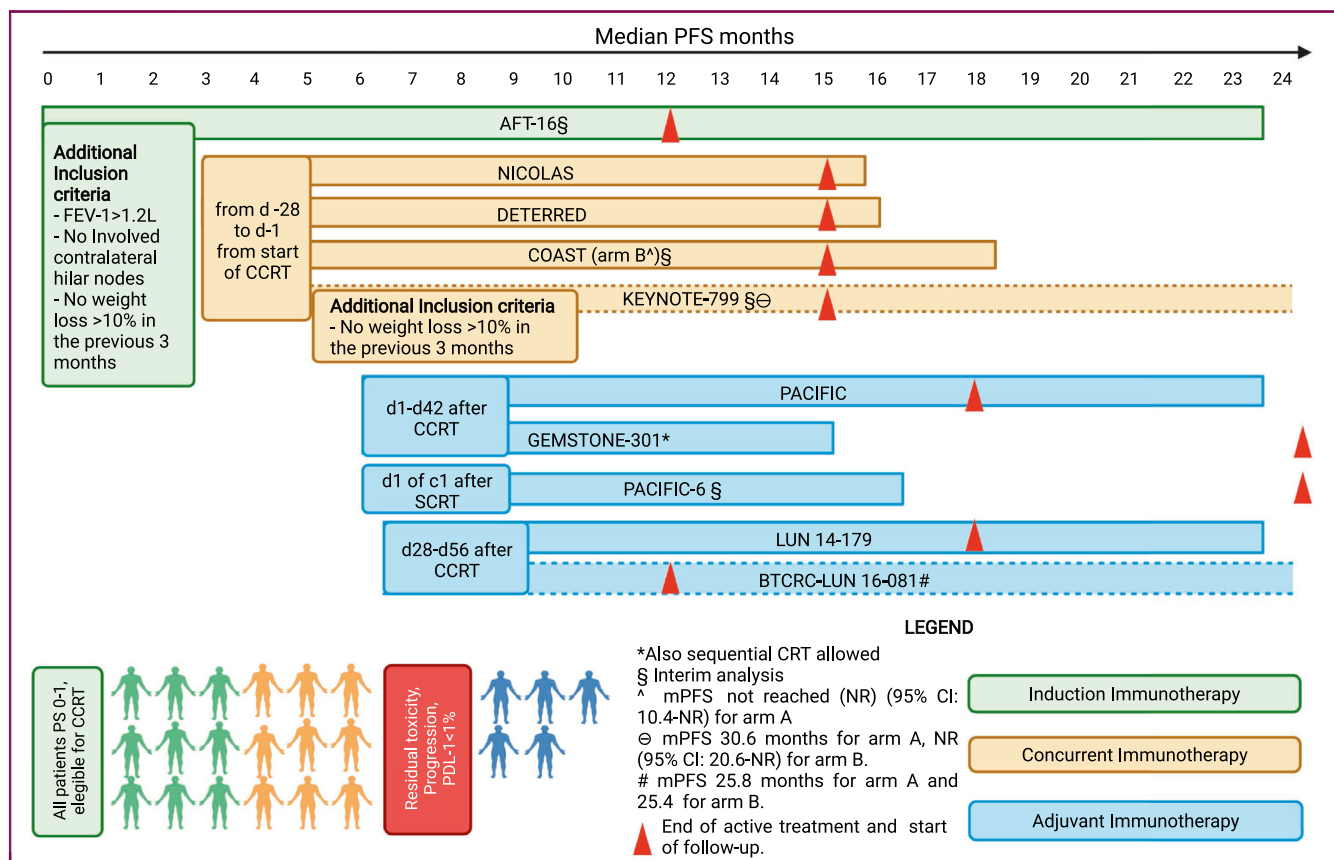 Median PFS months
0 1 2 3 4 5 6 7 8 9 10 11 12 13 14 15 16 17 18 19 20 21 22 23 24
AFT-16§
Additional
Inclusion
criteria
- FEV-1>1.2L
- No Involved
contralateral
hilar nodes
- No weight
loss >10% in
the previous 3
months
from d -28
to d-1
from start
of CCRT
NICOLAS
DETERRED
COAST (arm B^)§
KEYNOTE-799 §⊖
Additional Inclusion criteria
- No weight loss >10% in
the previous 3 months
d1-d42 after
CCRT
PACIFIC
GEMSTONE-301*
d1 of c1 after
SCRT
PACIFIC-6 §
d28-d56 after
CCRT
LUN 14-179
BTCRC-LUN 16-081#
All patients PS 0-1,
elegible for CCRT
Residual toxicity,
Progression,
PDL-1<1%
LEGEND
*Also sequential CRT allowed
§ Interim analysis
^ mPFS not reached (NR) (95% CI:
10.4-NR) for arm A
⊖ mPFS 30.6 months for arm A, NR
(95% CI: 20.6-NR) for arm B.
# mPFS 25.8 months for arm A and
25.4 for arm B.
End of active treatment and start
of follow-up.
Induction Immunotherapy
Concurrent Immunotherapy
Adjuvant Immunotherapy